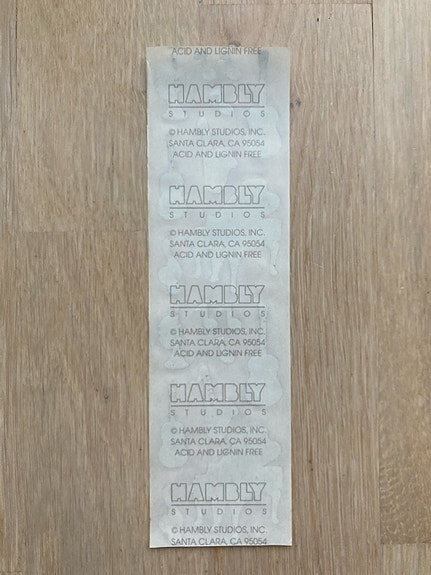 ACID AND LIGNIN FREE
HAMBLY
STUDIOS
© HAMBLY STUDIOS, INC.
SANTA CLARA, CA 95054
ACID AND LIGNIN FREE
HAMBLY
STUDIOS
© HAMBLY STUDIOS, INC.
SANTA CLARA, CA 95054
ACID AND LIGNIN FREE
HAMBLY
STUDIOS
© HAMBLY STUDIOS, INC.
SANTA CLARA, CA 95054
ACID AND LIGNIN FREE
HAMBLY
STUDIOS
© HAMBLY STUDIOS, INC.
SANTA CLARA, CA 95054
ACID AND LIGNIN FREE
HAMBLY
STUDIOS
© HAMBLY STUDIOS, INC.
SANTA CLARA, CA 95054